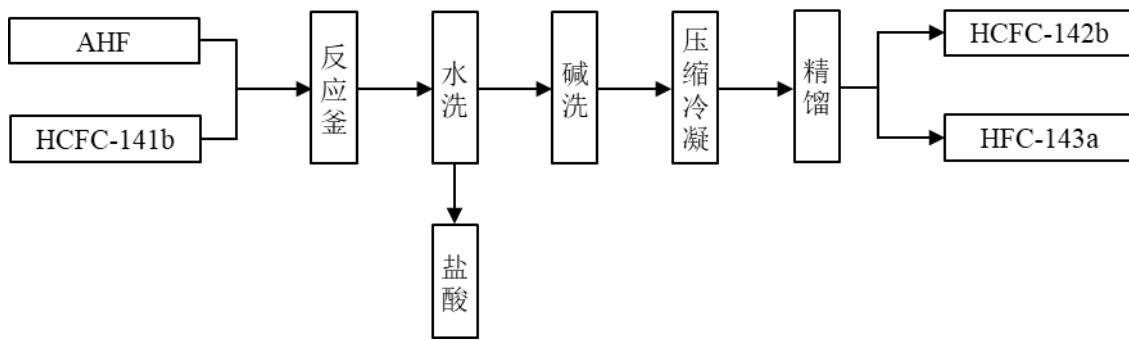 AHF
HCFC-141b
反应釜
水洗
盐酸
碱洗
压缩冷凝
精馏
HCFC-142b
HFC-143a